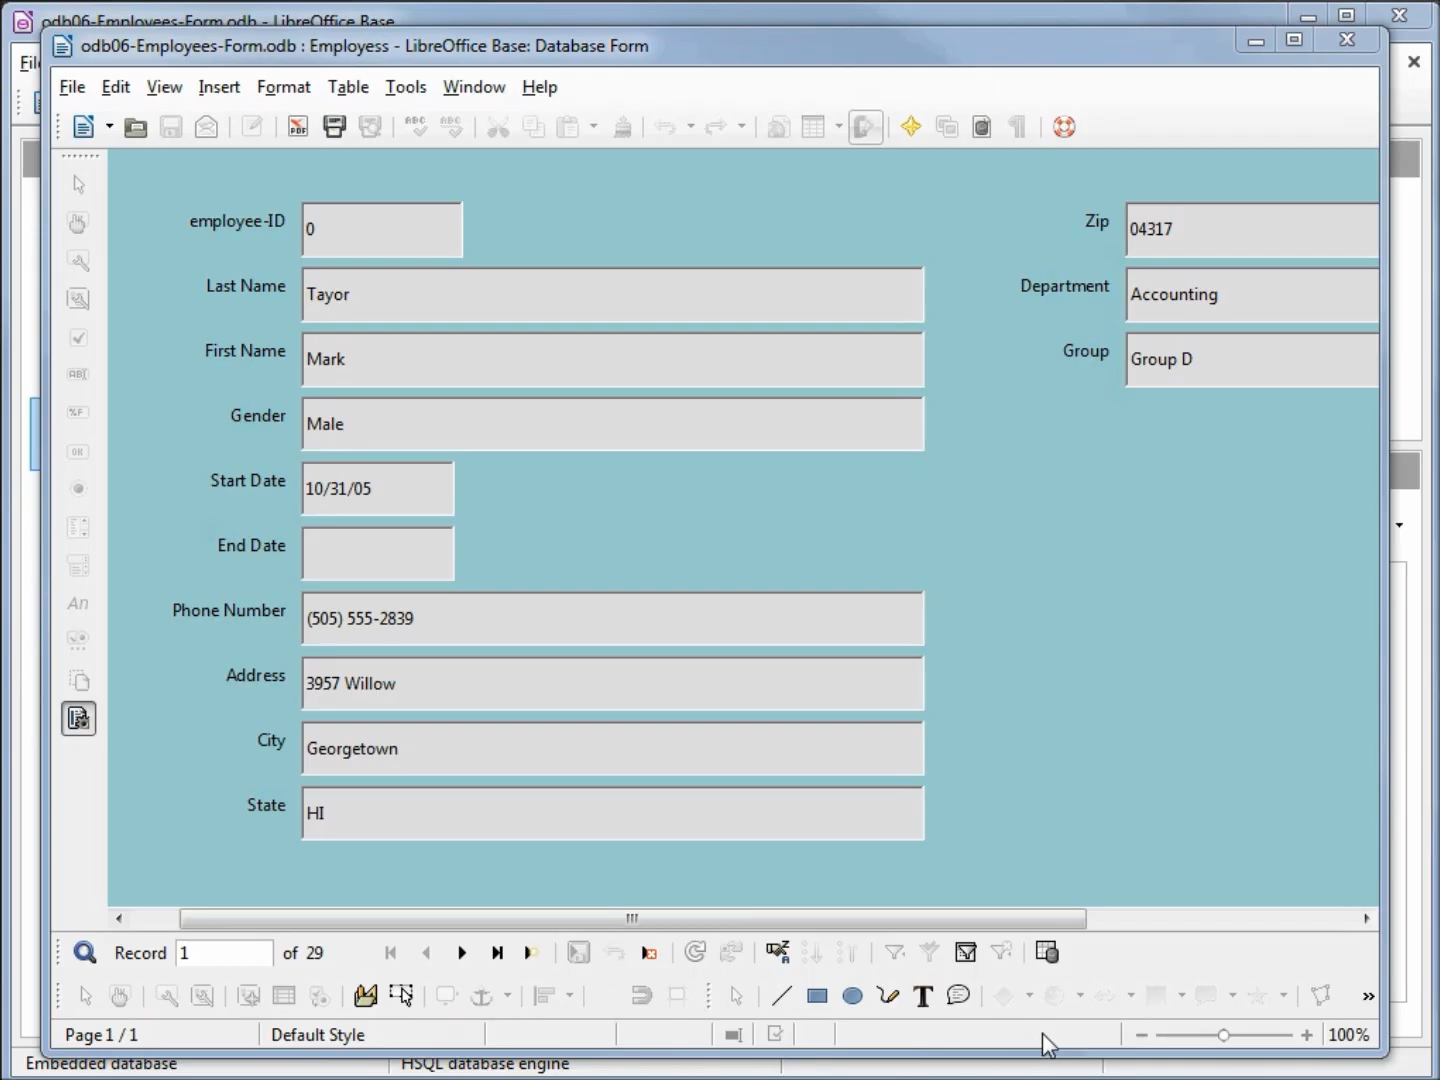 odb06-Employees-Form.odb - LibreOffice Base
odb06-Employees-Form.odb : Employess - LibreOffice Base: Database Form
File Edit View Insert Format Table Tools Window Help
employee-ID 0 Zip 04317
Last Name Tayor Department Accounting
First Name Mark Group Group D
Gender Male
Start Date 10/31/05
End Date
Phone Number (505) 555-2839
Address 3957 Willow
City Georgetown
State HI
Record 1 of 29
Page 1 / 1 Default Style 100%
Embedded database HSQL database engine